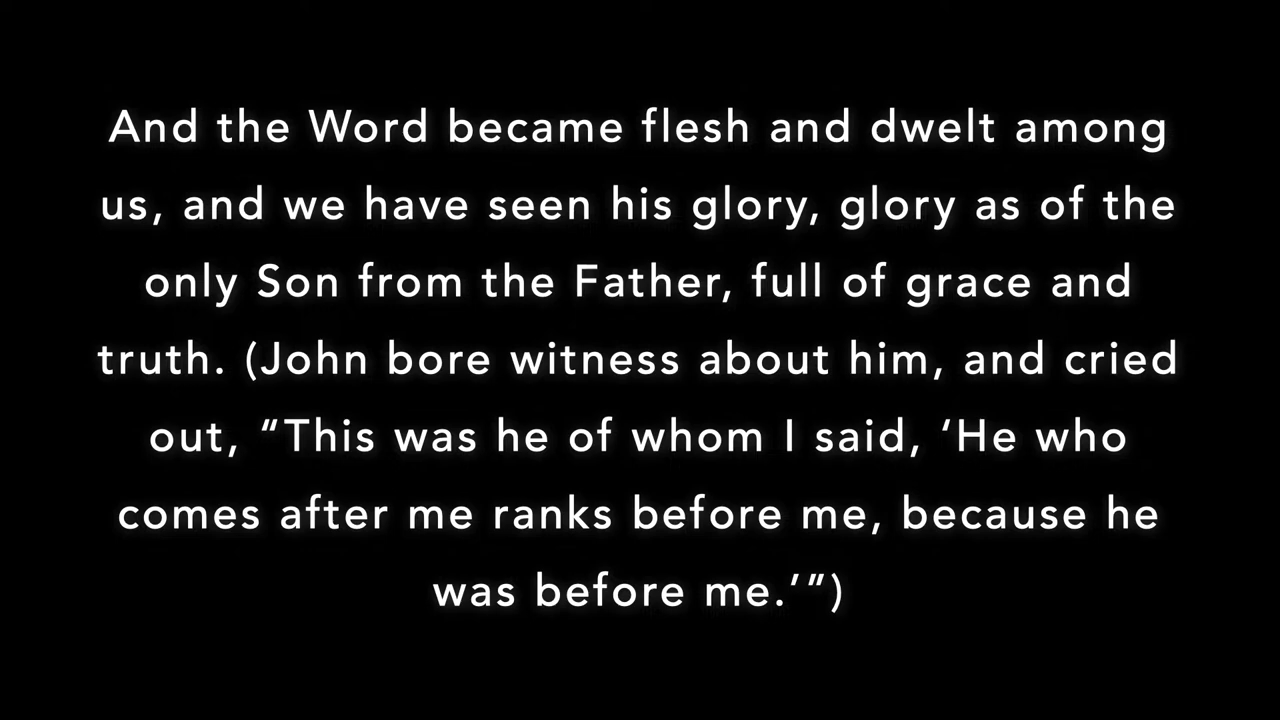 And the Word became flesh and dwelt among
us, and we have seen his glory, glory as of the
only Son from the Father, full of grace and
truth. (John bore witness about him, and cried
out, “This was he of whom I said, ‘He who
comes after me ranks before me, because he
was before me.’”)